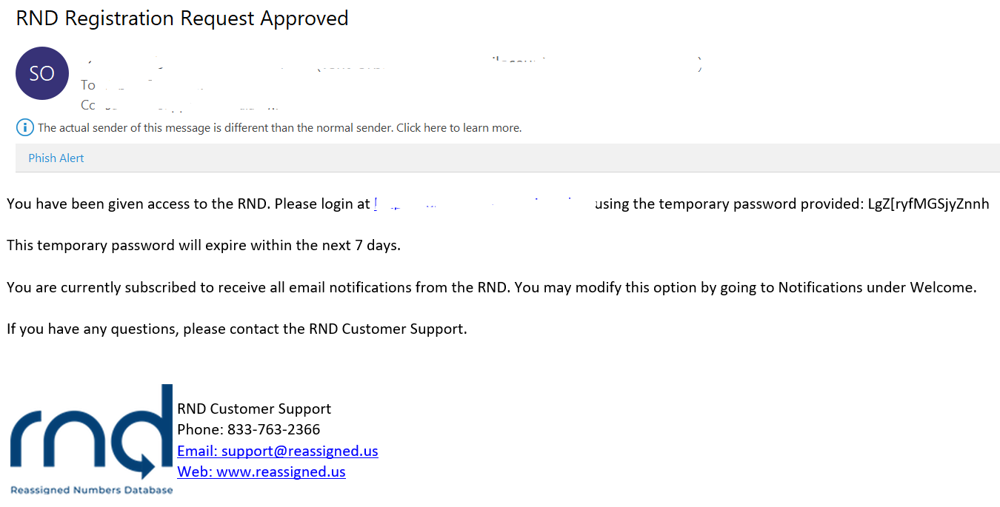 RND Registration Request Approved
SO
To
Cc
The actual sender of this message is different than the normal sender. Click here to learn more.
Phish Alert
You have been given access to the RND. Please login at using the temporary password provided: LgZ[ryfMGSjyZnnh
This temporary password will expire within the next 7 days.
You are currently subscribed to receive all email notifications from the RND. You may modify this option by going to Notifications under Welcome.
If you have any questions, please contact the RND Customer Support.
rnd
Reassigned Numbers Database
RND Customer Support
Phone: 833-763-2366
Email: support@reassigned.us
Web: www.reassigned.us